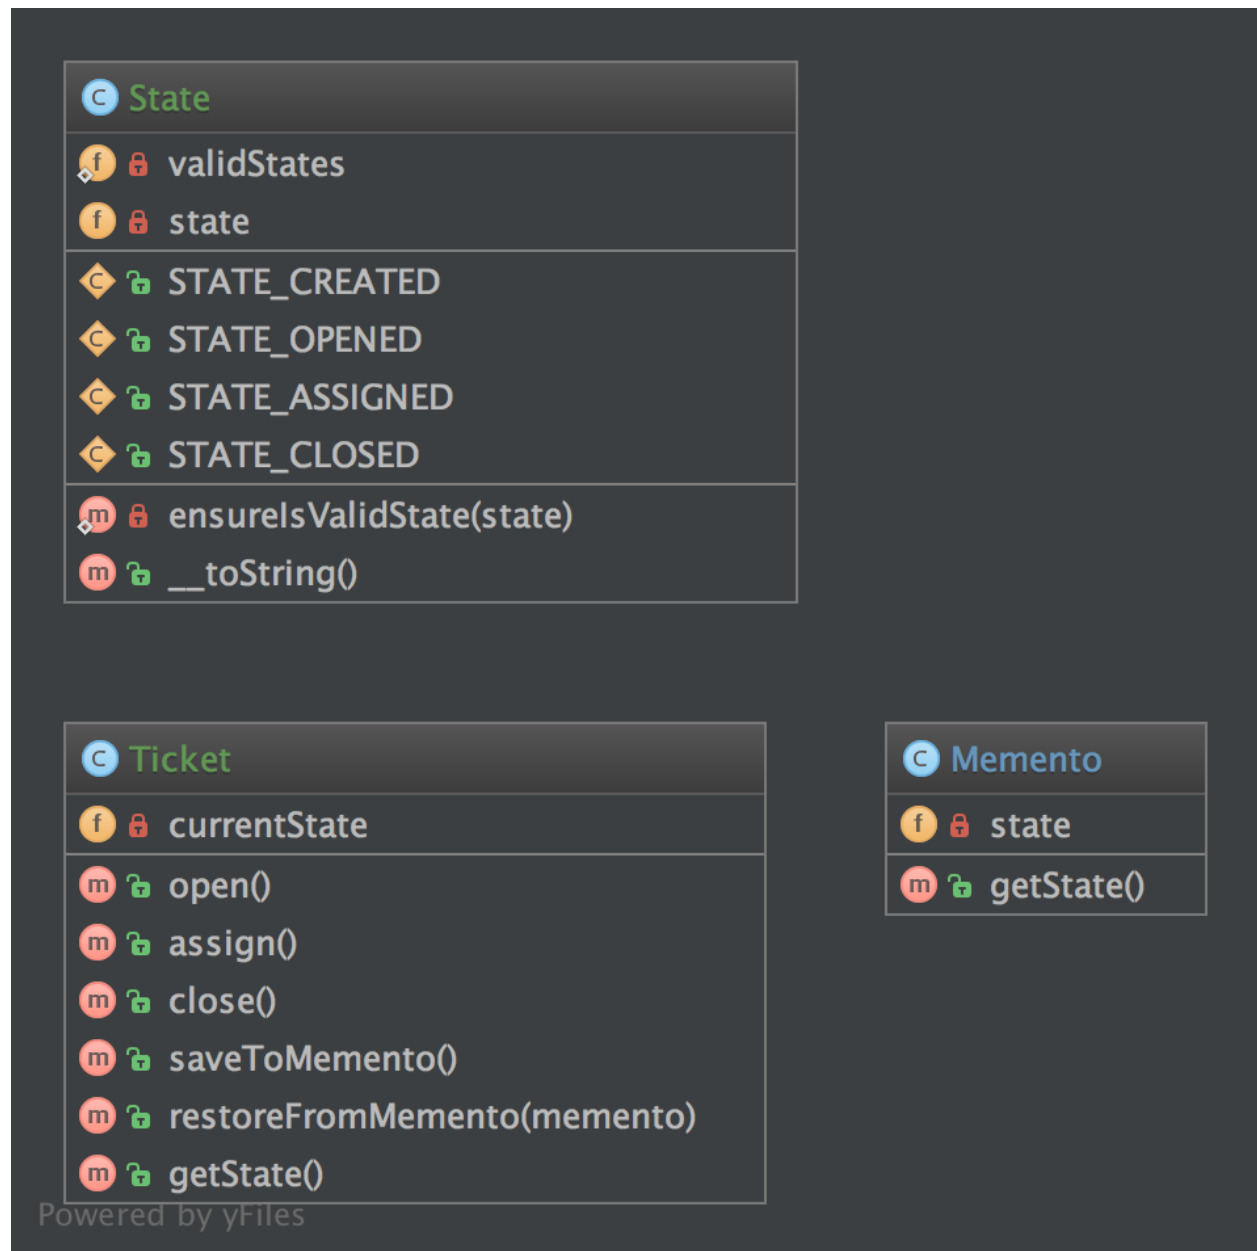 State
validStates
state
STATE_CREATED
STATE_OPENED
STATE_ASSIGNED
STATE_CLOSED
ensureIsValidState(state)
__toString()
Ticket
currentState
open()
assign()
close()
saveToMemento()
restoreFromMemento(memento)
getState()
Memento
state
getState()
Powered by yFiles